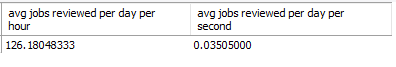 avg jobs reviewed per day per hour
avg jobs reviewed per day per second
126.18048333
0.03505000